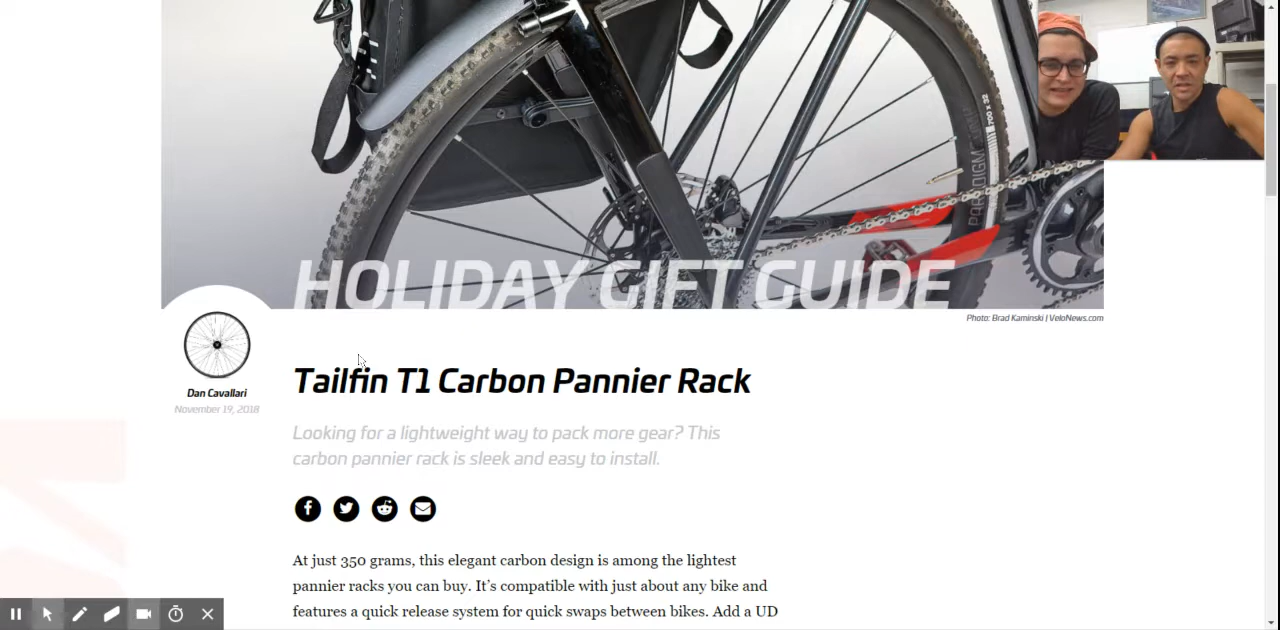 PARADIGM
700 x 32
HOLIDAY GIFT GUIDE
Photo: Brad Kaminski | VeloNews.com
Dan Cavallari
November 19, 2018
Tailfin T1 Carbon Pannier Rack
Looking for a lightweight way to pack more gear? This
carbon pannier rack is sleek and easy to install.
At just 350 grams, this elegant carbon design is among the lightest
pannier racks you can buy. It’s compatible with just about any bike and
features a quick release system for quick swaps between bikes. Add a UD